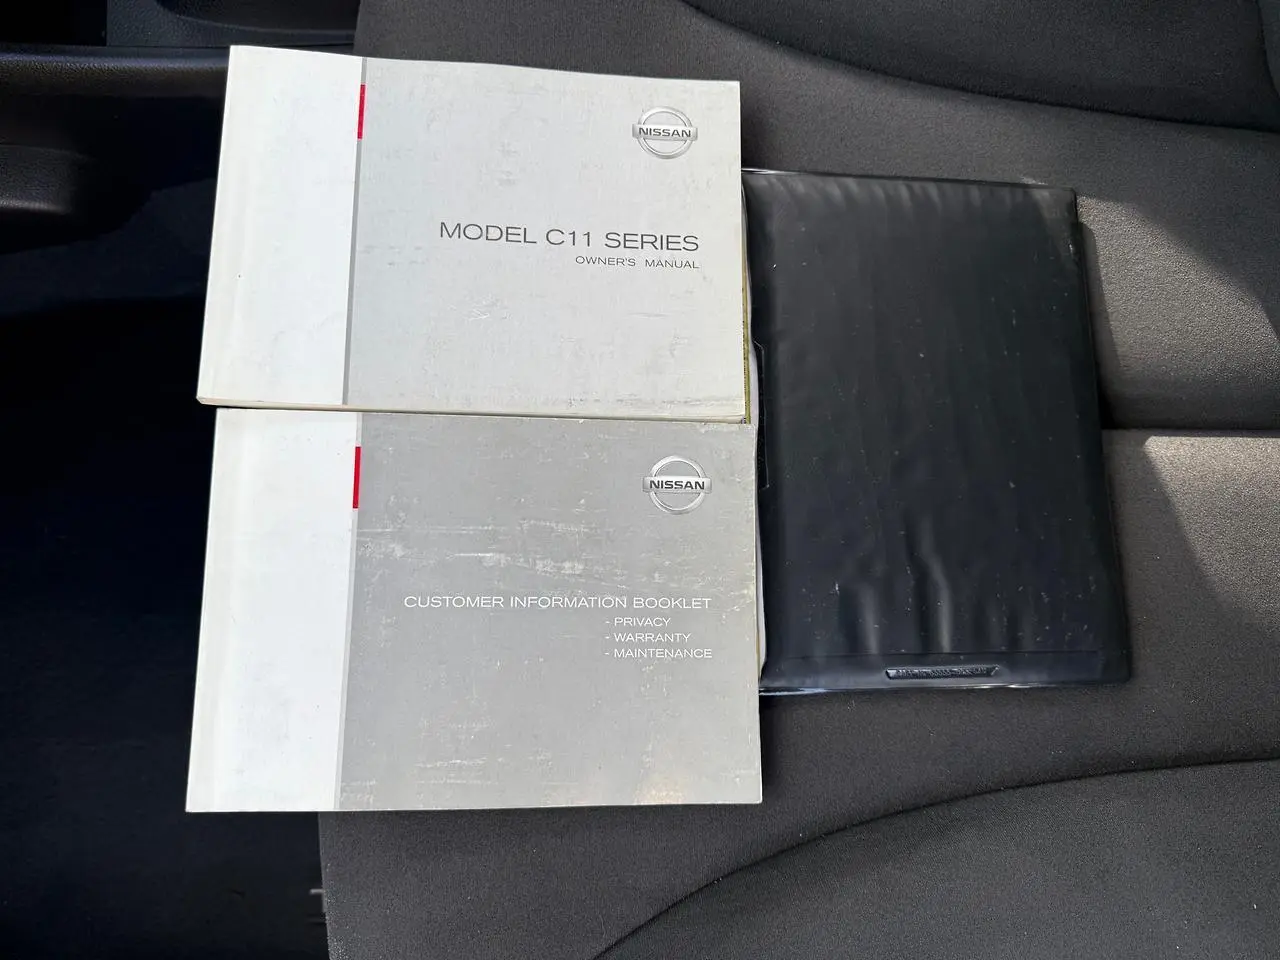 NISSAN
MODEL C11 SERIES
OWNER'S MANUAL
NISSAN
CUSTOMER INFORMATION BOOKLET
- PRIVACY
- WARRANTY
- MAINTENANCE